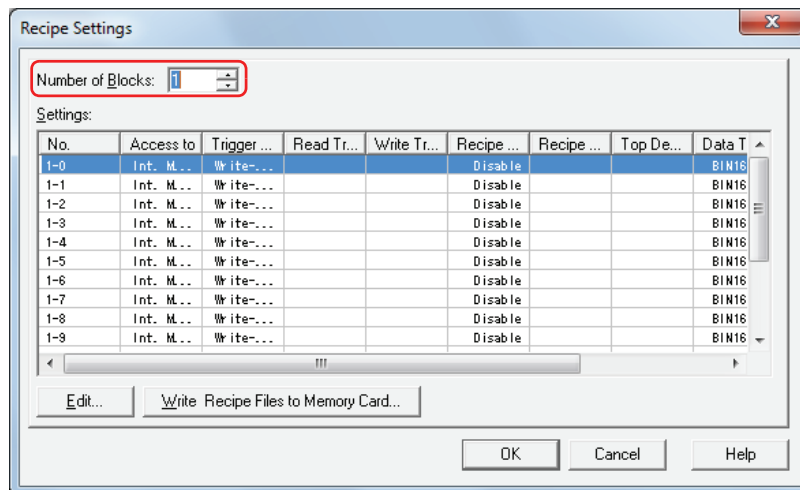 Recipe Settings
Number of Blocks: 1
Settings:
No. Access to Trigger ... Read Tr... Write Tr... Recipe ... Recipe ... Top De... Data T
1-0 Int. M... Write-... Disable BIN16
1-1 Int. M... Write-... Disable BIN16
1-2 Int. M... Write-... Disable BIN16
1-3 Int. M... Write-... Disable BIN16
1-4 Int. M... Write-... Disable BIN16
1-5 Int. M... Write-... Disable BIN16
1-6 Int. M... Write-... Disable BIN16
1-7 Int. M... Write-... Disable BIN16
1-8 Int. M... Write-... Disable BIN16
1-9 Int. M... Write-... Disable BIN16
Edit... Write Recipe Files to Memory Card...
OK Cancel Help